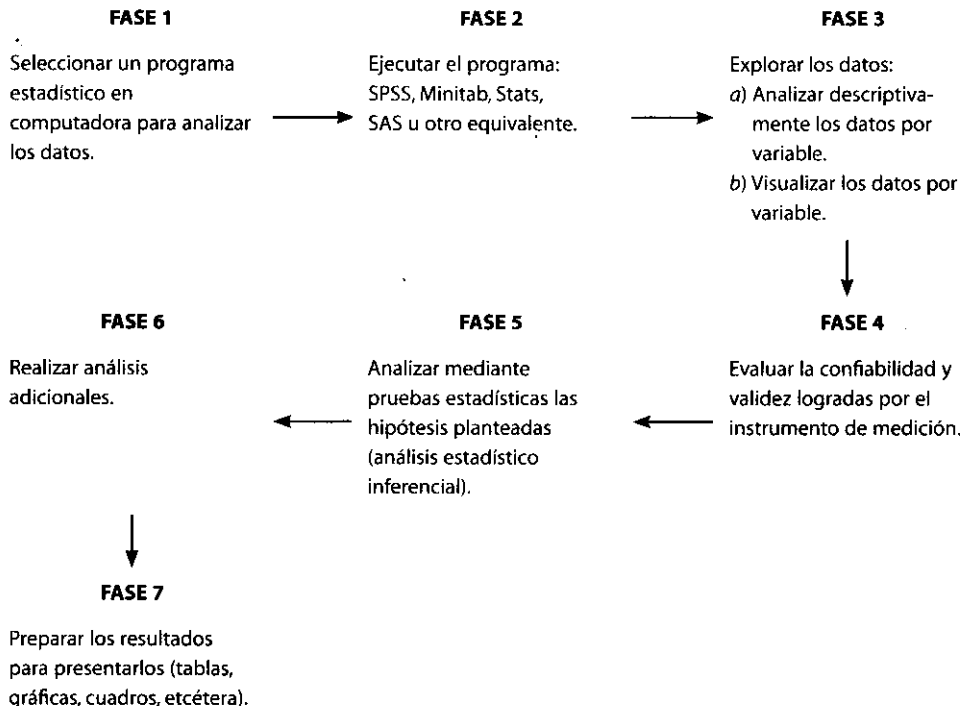 FASE 1
Seleccionar un programa
estadístico en
computadora para analizar
los datos.
FASE 2
Ejecutar el programa:
SPSS, Minitab, Stats,
SAS u otro equivalente.
FASE 3
Explorar los datos:
a) Analizar descriptiva-
mente los datos por
variable.
b) Visualizar los datos por
variable.
FASE 4
Evaluar la confiabilidad y
validez logradas por el
instrumento de medición.
FASE 5
Analizar mediante
pruebas estadísticas las
hipótesis planteadas
(análisis estadístico
inferencial).
FASE 6
Realizar análisis
adicionales.
FASE 7
Preparar los resultados
para presentarlos (tablas,
gráficas, cuadros, etcétera).